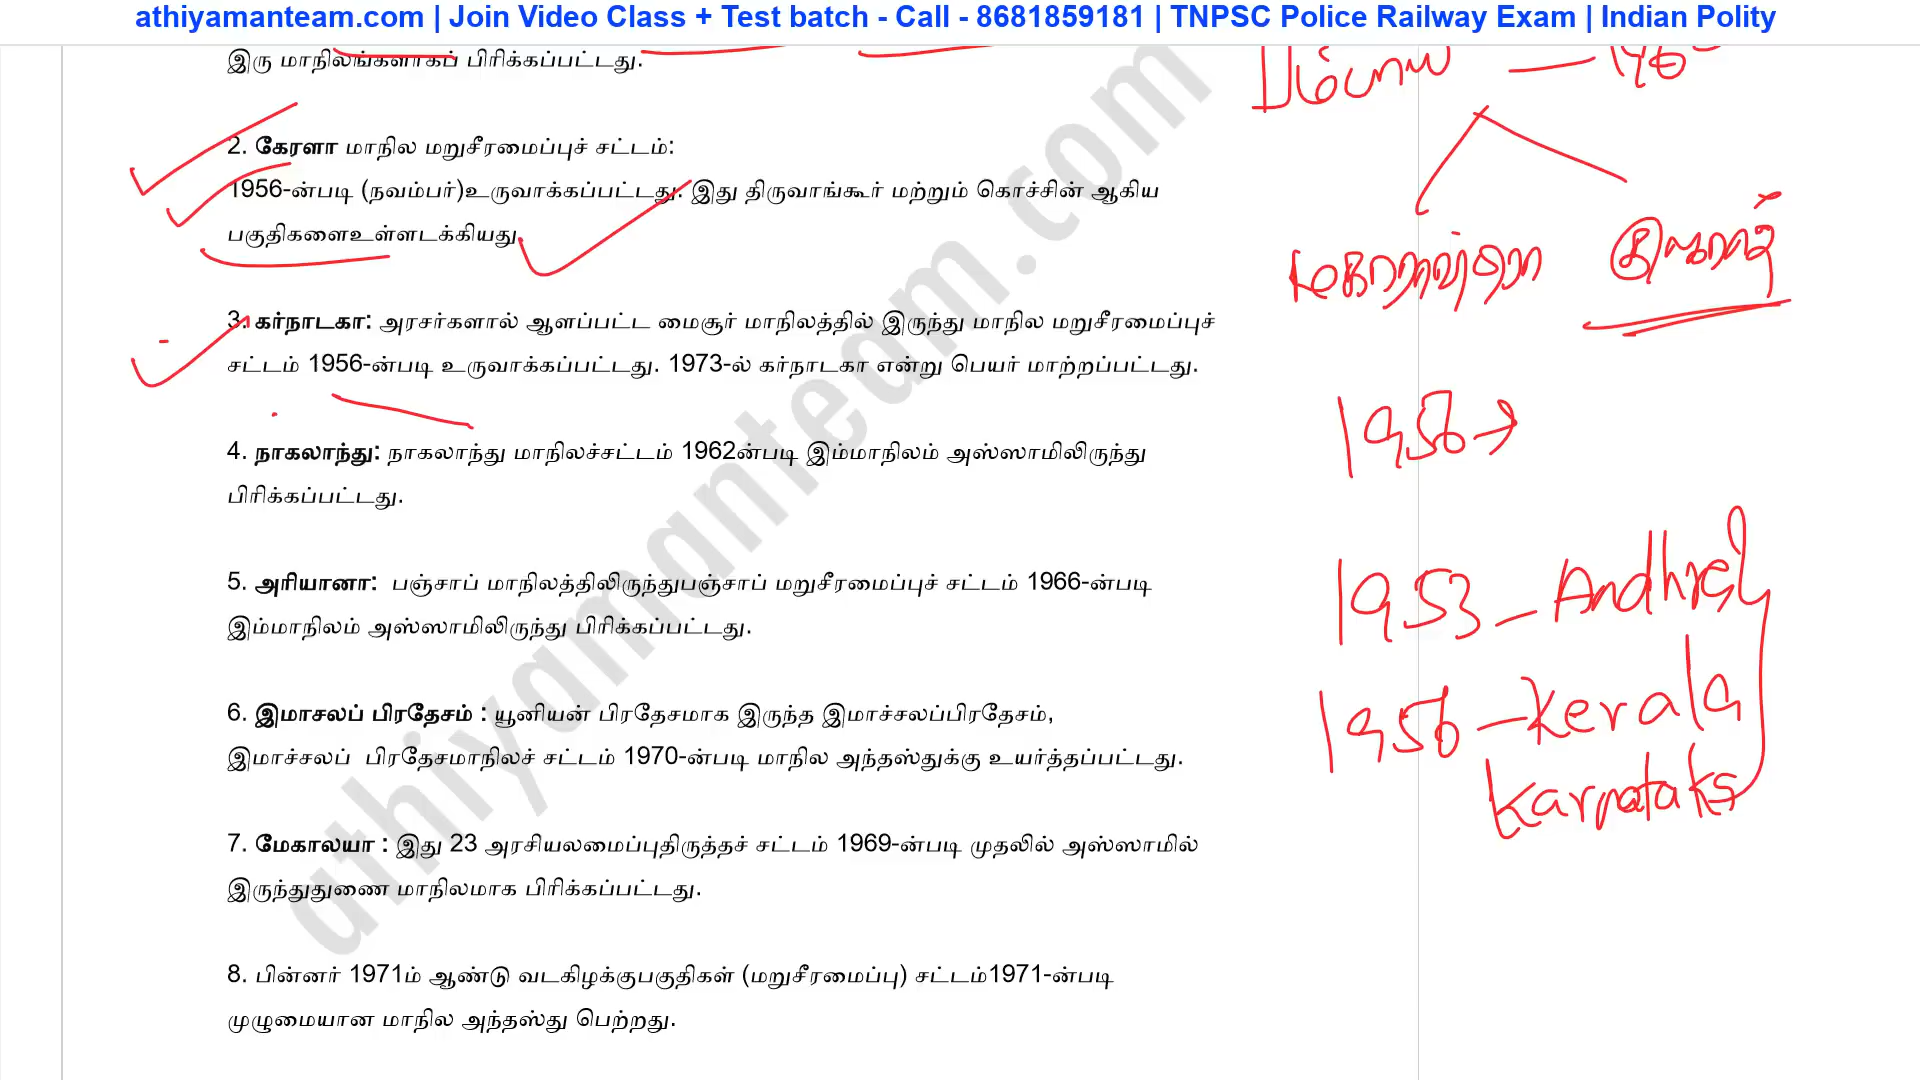 athiyamanteam.com | Join Video Class + Test batch - Call - 8681859181 | TNPSC Police Railway Exam | Indian Polity
இரு மாநிலங்களாகப் பிரிக்கப்பட்டது.
2. கேரளா மாநில மறுசீரமைப்புச் சட்டம்:
1956-ன்படி (நவம்பர்)உருவாக்கப்பட்டது. இது திருவாங்கூர் மற்றும் கொச்சின் ஆகிய
பகுதிகளைஉள்ளடக்கியது.
3. கர்நாடகா: அரசர்களால் ஆளப்பட்ட மைசூர் மாநிலத்தில் இருந்து மாநில மறுசீரமைப்புச்
சட்டம் 1956-ன்படி உருவாக்கப்பட்டது. 1973-ல் கர்நாடகா என்று பெயர் மாற்றப்பட்டது.
4. நாகலாந்து: நாகலாந்து மாநிலச்சட்டம் 1962ன்படி இம்மாநிலம் அஸ்ஸாமிலிருந்து
பிரிக்கப்பட்டது.
5. அரியானா: பஞ்சாப் மாநிலத்திலிருந்துபஞ்சாப் மறுசீரமைப்புச் சட்டம் 1966-ன்படி
இம்மாநிலம் அஸ்ஸாமிலிருந்து பிரிக்கப்பட்டது.
6. இமாசலப் பிரதேசம் : யூனியன் பிரதேசமாக இருந்த இமாச்சலப்பிரதேசம்,
இமாச்சலப் பிரதேசமாநிலச் சட்டம் 1970-ன்படி மாநில அந்தஸ்துக்கு உயர்த்தப்பட்டது.
7. மேகாலயா : இது 23 அரசியலமைப்புதிருத்தச் சட்டம் 1969-ன்படி முதலில் அஸ்ஸாமில்
இருந்துதுணை மாநிலமாக பிரிக்கப்பட்டது.
8. பின்னர் 1971ம் ஆண்டு வடகிழக்குபகுதிகள் (மறுசீரமைப்பு) சட்டம்1971-ன்படி
முழுமையான மாநில அந்தஸ்து பெற்றது.
athiyamanteam.com
பம்பாய் —
1956 →
1953 - Andhra
1956 - Kerala
Karnataka